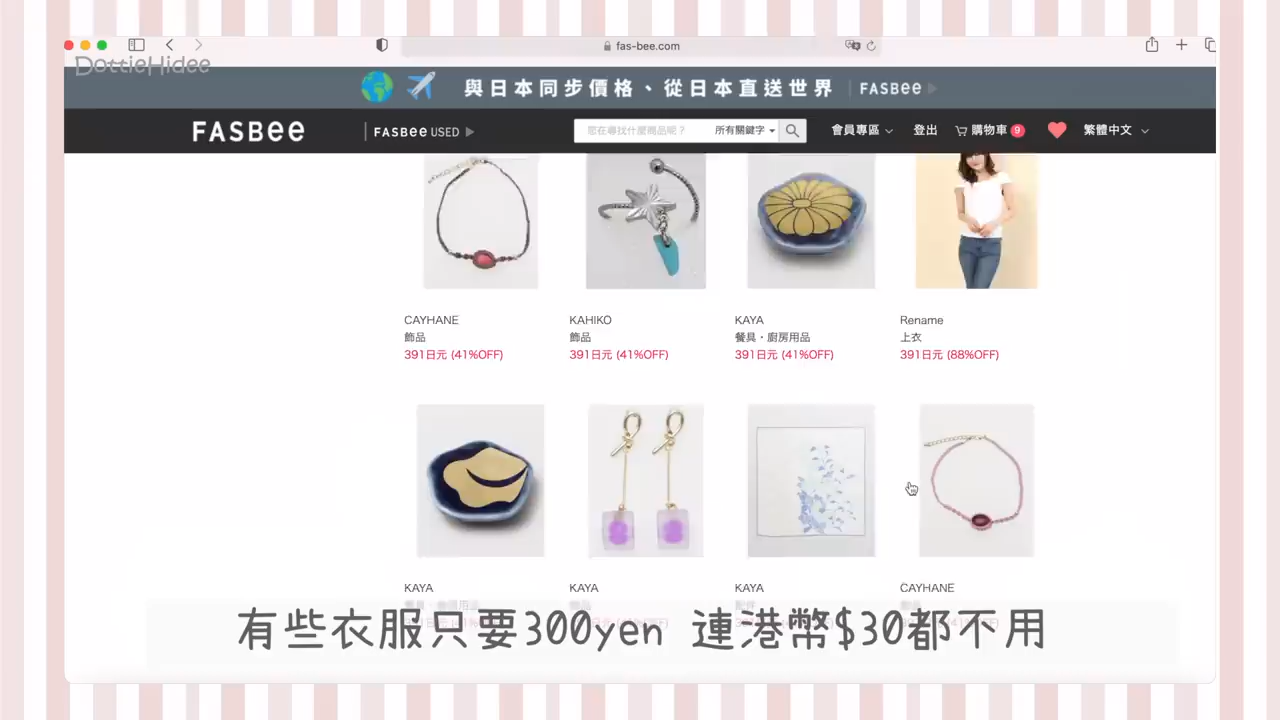 fas-bee.com
DottieHidee
與日本同步價格、從日本直送世界 FASBEE
FASBEE
FASBEE USED
您在尋找什麼商品呢？
所有關鍵字
會員專區
登出
購物車 9
繁體中文
CAYHANE
飾品
391日元 (41%OFF)
KAHIKO
飾品
391日元 (41%OFF)
KAYA
餐具・廚房用品
391日元 (41%OFF)
Rename
上衣
391日元 (88%OFF)
KAYA
KAYA
KAYA
CAYHANE
有些衣服只要300yen 連港幣$30都不用